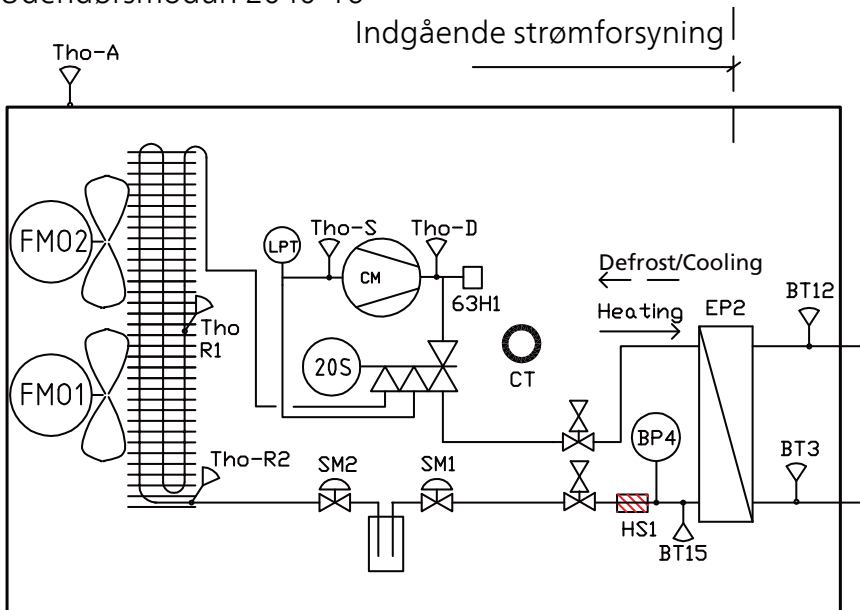 Indgående strømforsyning
Tho-A
FM02
LPT
Tho-S
Tho-D
CM
63H1
Defrost/Cooling
Heating
EP2
BT12
Tho
R1
20S
CT
FM01
BP4
BT3
Tho-R2
SM2
SM1
HS1
BT15